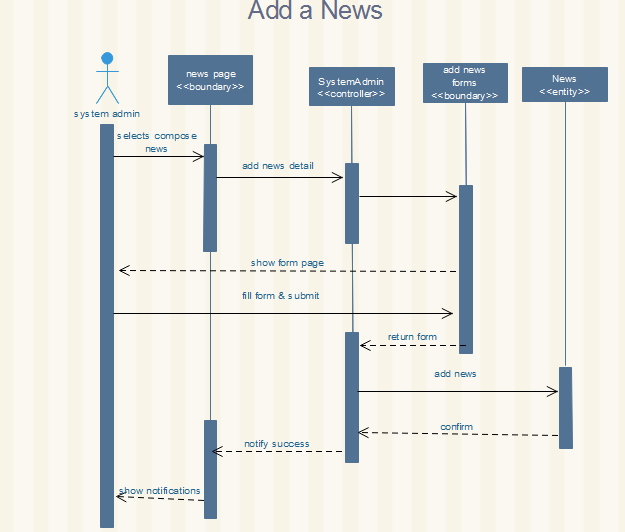 Add a News
news page
<<boundary>>
SystemAdmin
<<controller>>
add news
forms
<<boundary>>
News
<<entity>>
system admin
selects compose
news
add news detail
show form page
fill form & submit
return form
add news
confirm
notify success
show notifications